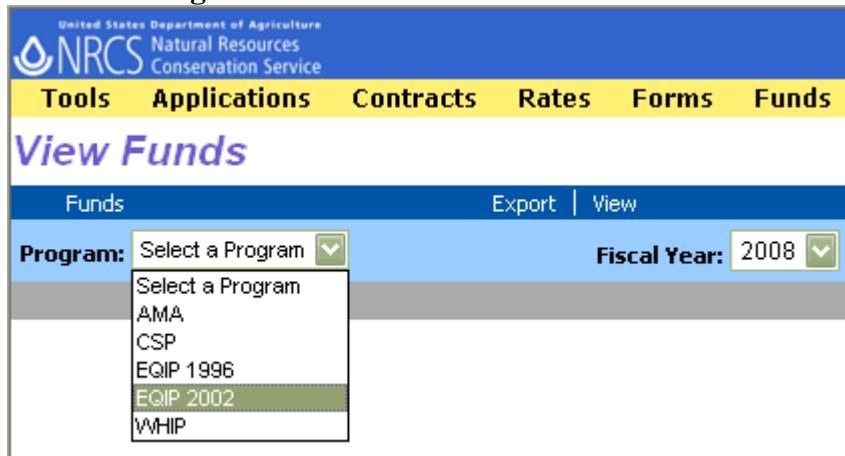 United States Department of Agriculture
NRCS Natural Resources
Conservation Service
Tools Applications Contracts Rates Forms Funds
View Funds
Funds Export | View
Program: Select a Program Fiscal Year: 2008
Select a Program
AMA
CSP
EQIP 1996
EQIP 2002
WHIP